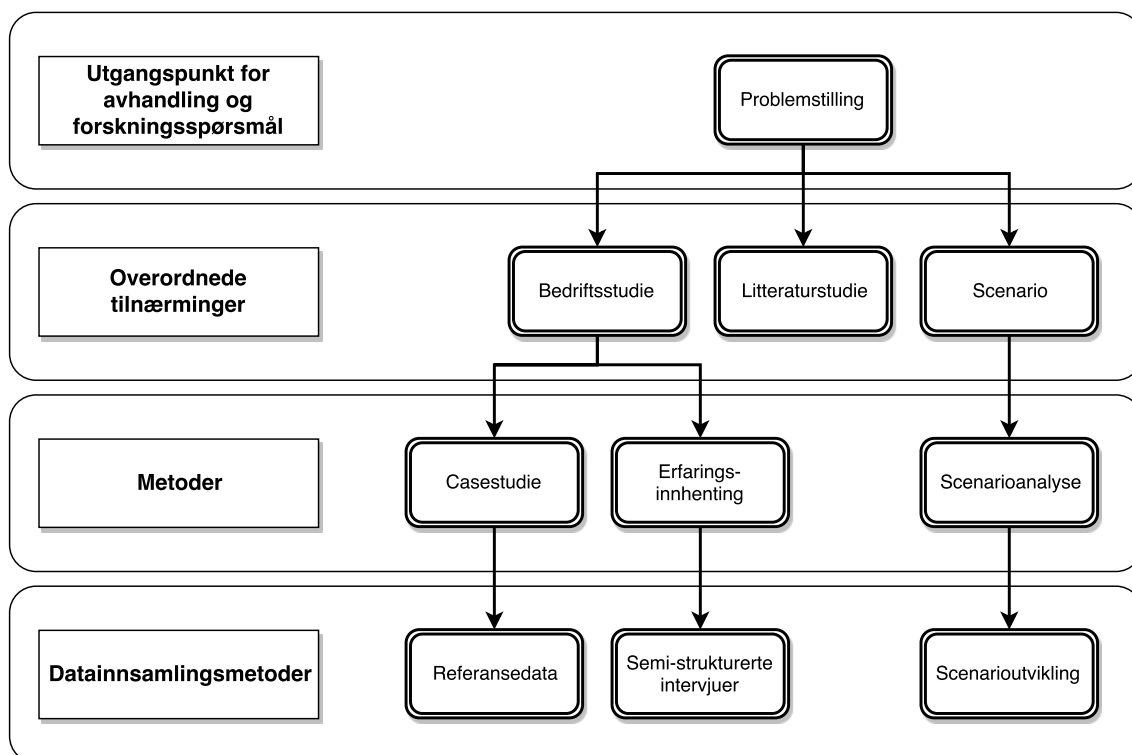 Utgangspunkt for
avhandling og
forskningsspørsmål
Problemstilling
Overordnede
tilnærminger
Bedriftsstudie
Litteraturstudie
Scenario
Metoder
Casestudie
Erfarings-
innhenting
Scenarioanalyse
Datainnsamlingsmetoder
Referansedata
Semi-strukturerte
intervjuer
Scenarioutvikling